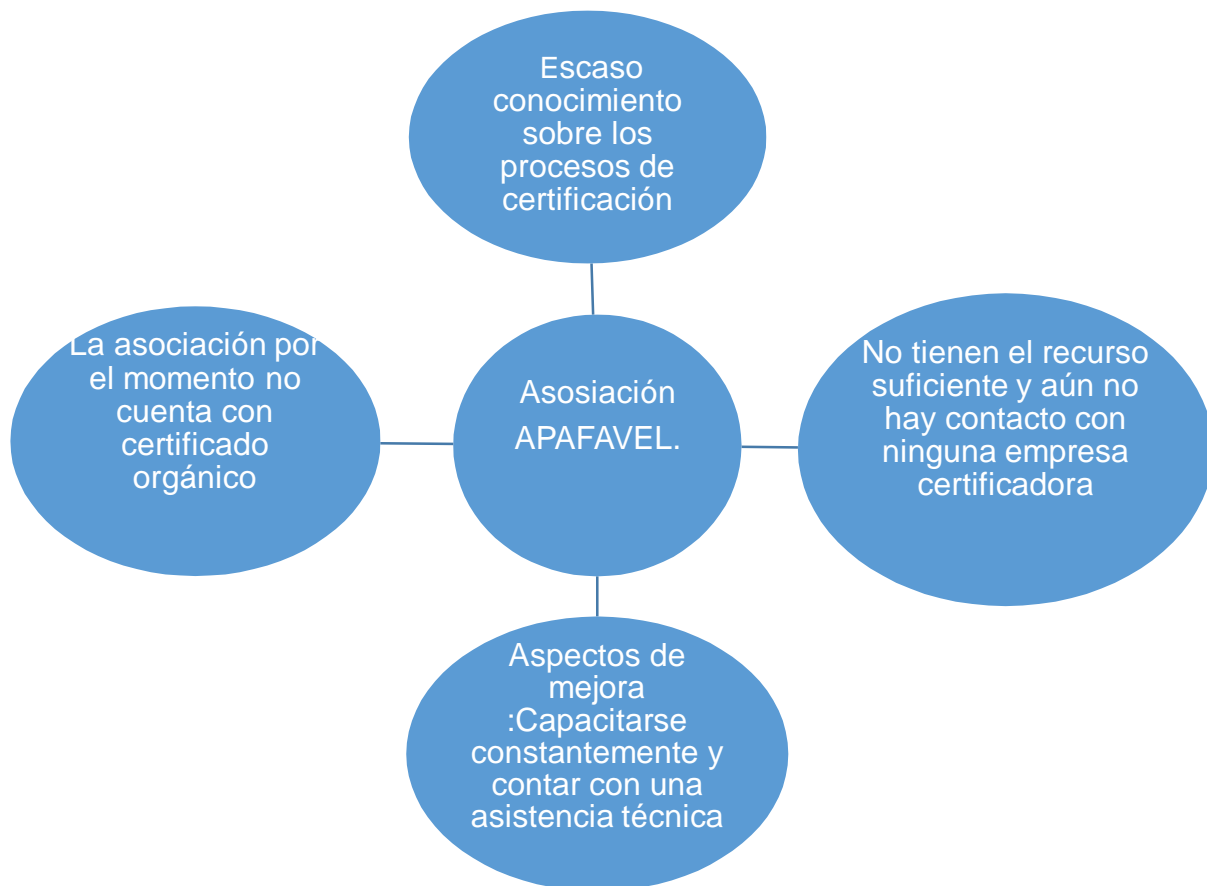 Escaso
conocimiento
sobre los
procesos de
certificación
La asociación por
el momento no
cuenta con
certificado
orgánico
Asosiación
APAFAVEL.
No tienen el recurso
suficiente y aún no
hay contacto con
ninguna empresa
certificadora
Aspectos de
mejora
:Capacitarse
constantemente y
contar con una
asistencia técnica